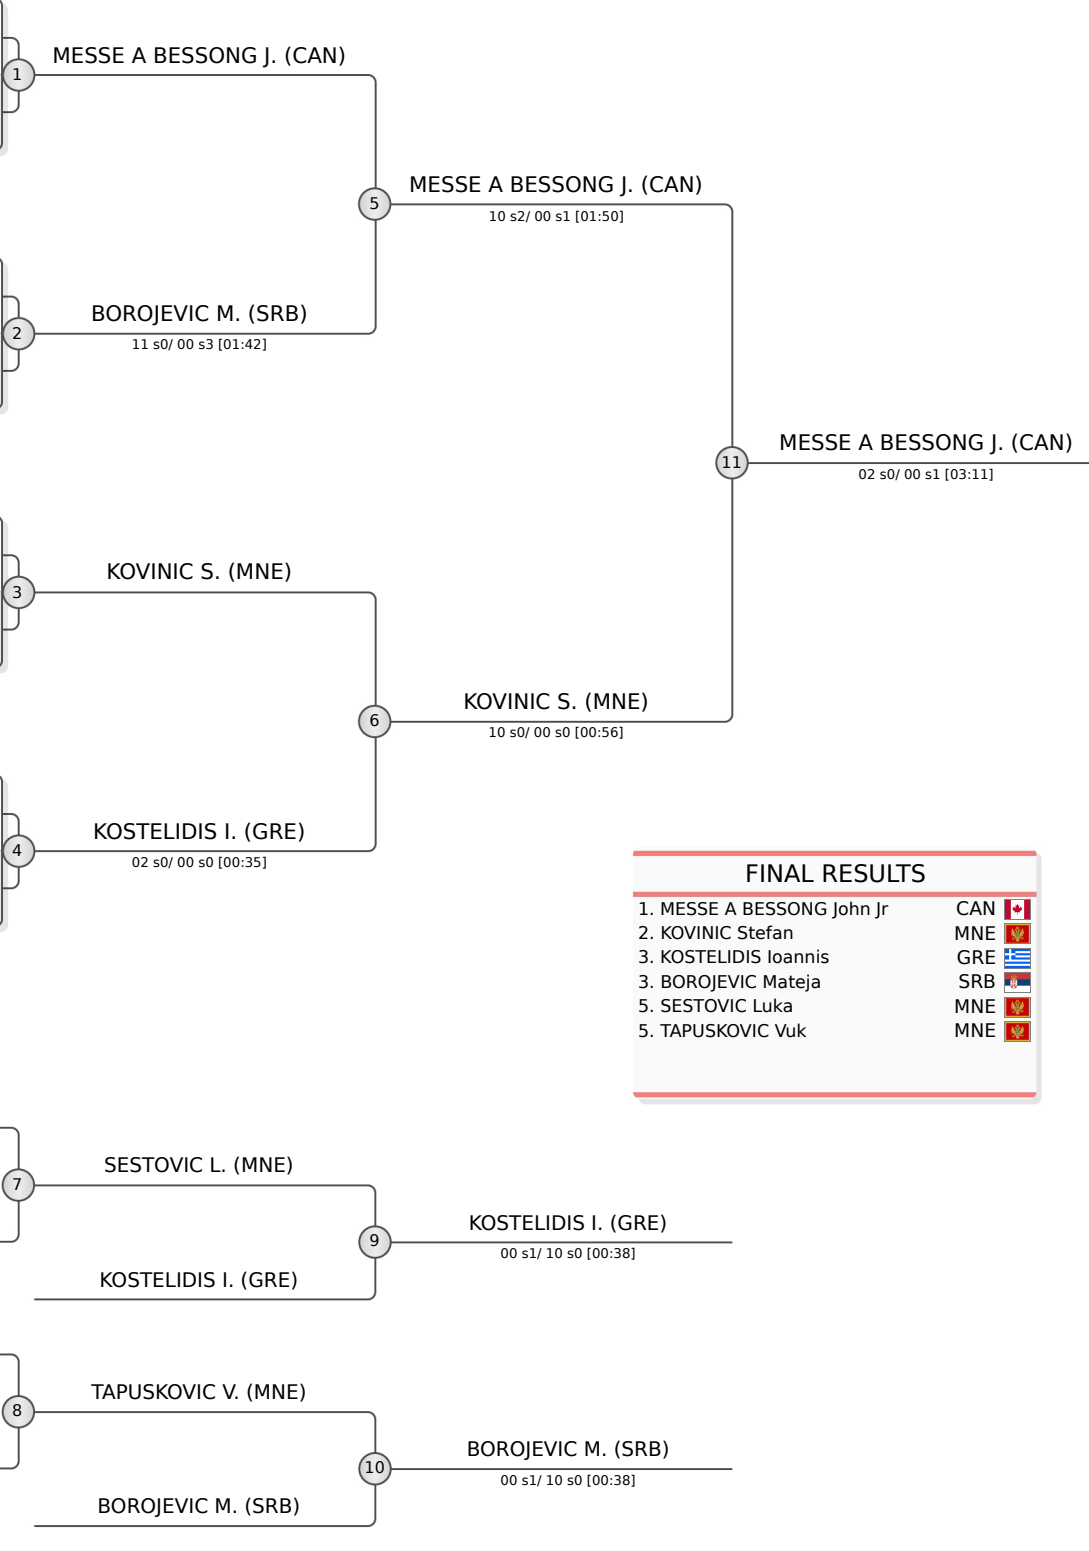 MESSE A BESSONG J. (CAN)
1
MESSE A BESSONG J. (CAN)
5
10 s2/ 00 s1 [01:50]
BOROJEVIC M. (SRB)
2
11 s0/ 00 s3 [01:42]
MESSE A BESSONG J. (CAN)
11
02 s0/ 00 s1 [03:11]
KOVINIC S. (MNE)
3
KOVINIC S. (MNE)
6
10 s0/ 00 s0 [00:56]
KOSTELIDIS I. (GRE)
4
02 s0/ 00 s0 [00:35]
FINAL RESULTS
1. MESSE A BESSONG John Jr CAN
2. KOVINIC Stefan MNE
3. KOSTELIDIS Ioannis GRE
3. BOROJEVIC Mateja SRB
5. SESTOVIC Luka MNE
5. TAPUSKOVIC Vuk MNE
SESTOVIC L. (MNE)
7
KOSTELIDIS I. (GRE)
9
00 s1/ 10 s0 [00:38]
KOSTELIDIS I. (GRE)
TAPUSKOVIC V. (MNE)
8
BOROJEVIC M. (SRB)
10
00 s1/ 10 s0 [00:38]
BOROJEVIC M. (SRB)